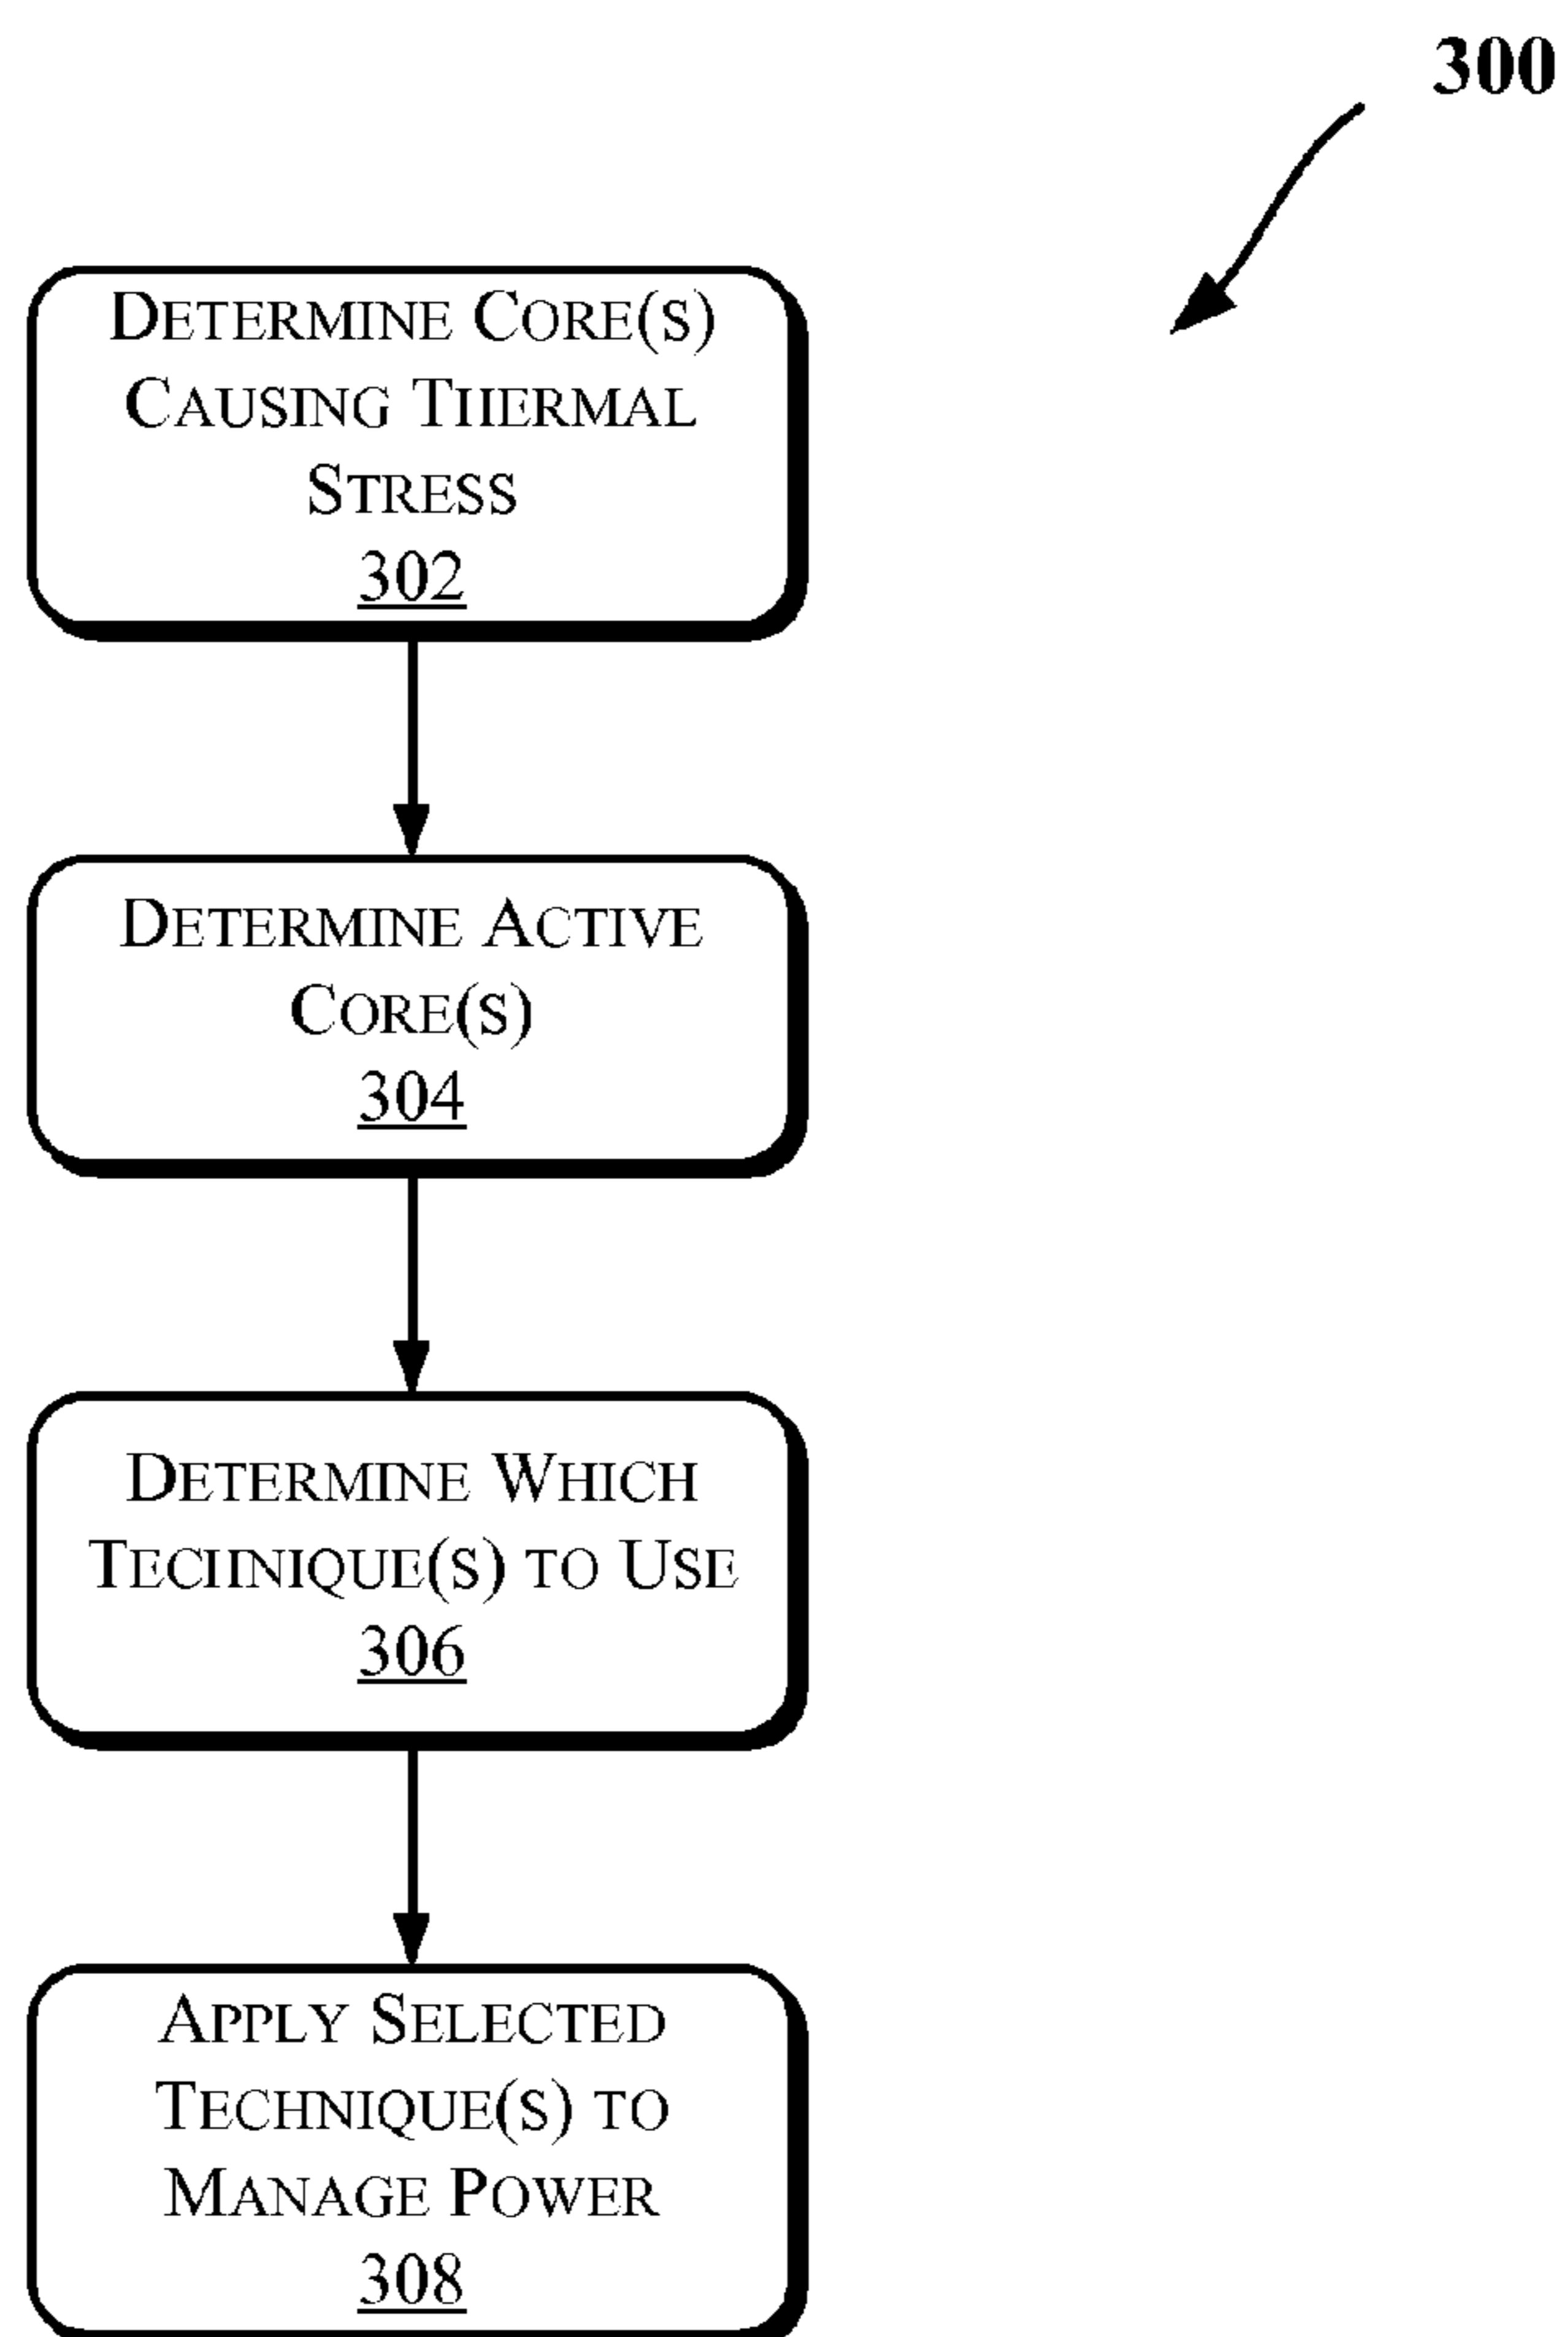 300
DETERMINE CORE(S)
CAUSING THERMAL
STRESS
302
DETERMINE ACTIVE
CORE(S)
304
DETERMINE WHICH
TECHNIQUE(S) TO USE
306
APPLY SELECTED
TECHNIQUE(S) TO
MANAGE POWER
308